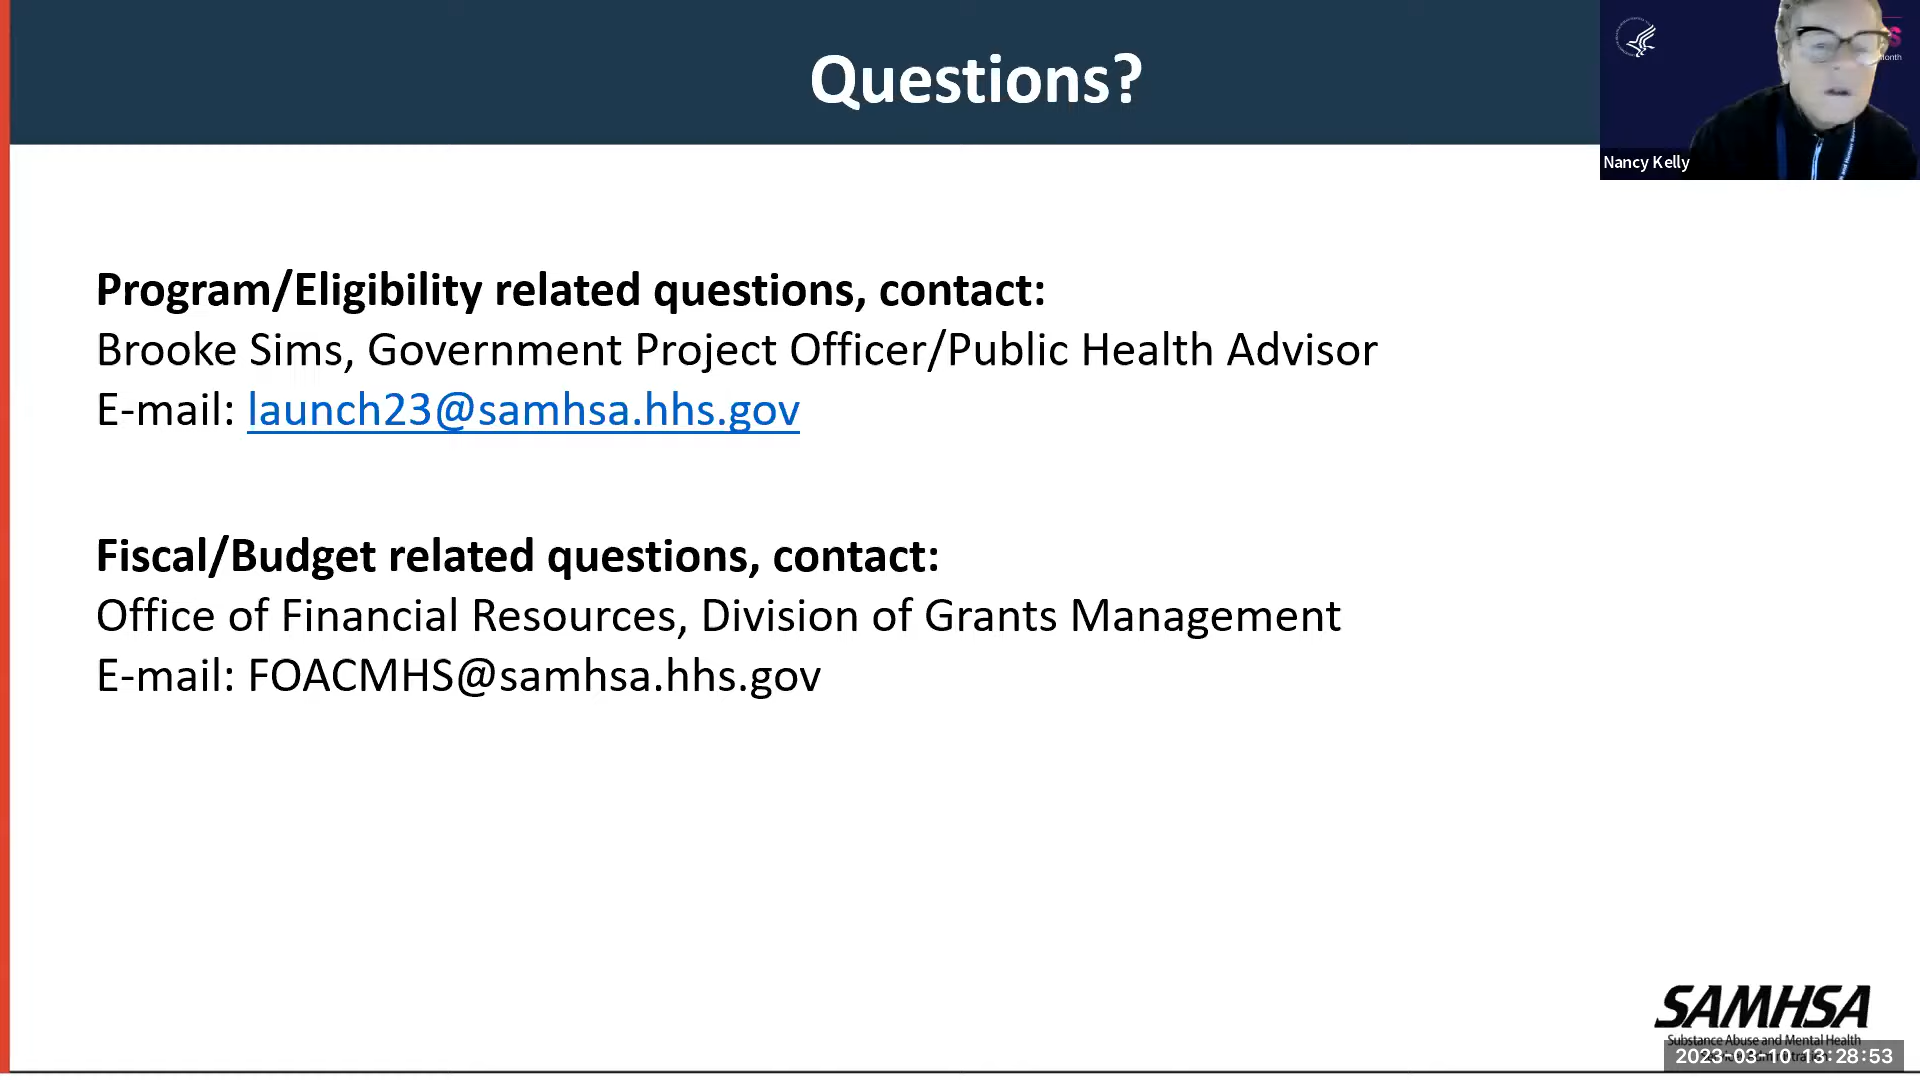 Questions?
Nancy Kelly
Program/Eligibility related questions, contact:
Brooke Sims, Government Project Officer/Public Health Advisor
E-mail: launch23@samhsa.hhs.gov
Fiscal/Budget related questions, contact:
Office of Financial Resources, Division of Grants Management
E-mail: FOACMHS@samhsa.hhs.gov
SAMHSA
Substance Abuse and Mental Health
2023-03-10 13:28:53